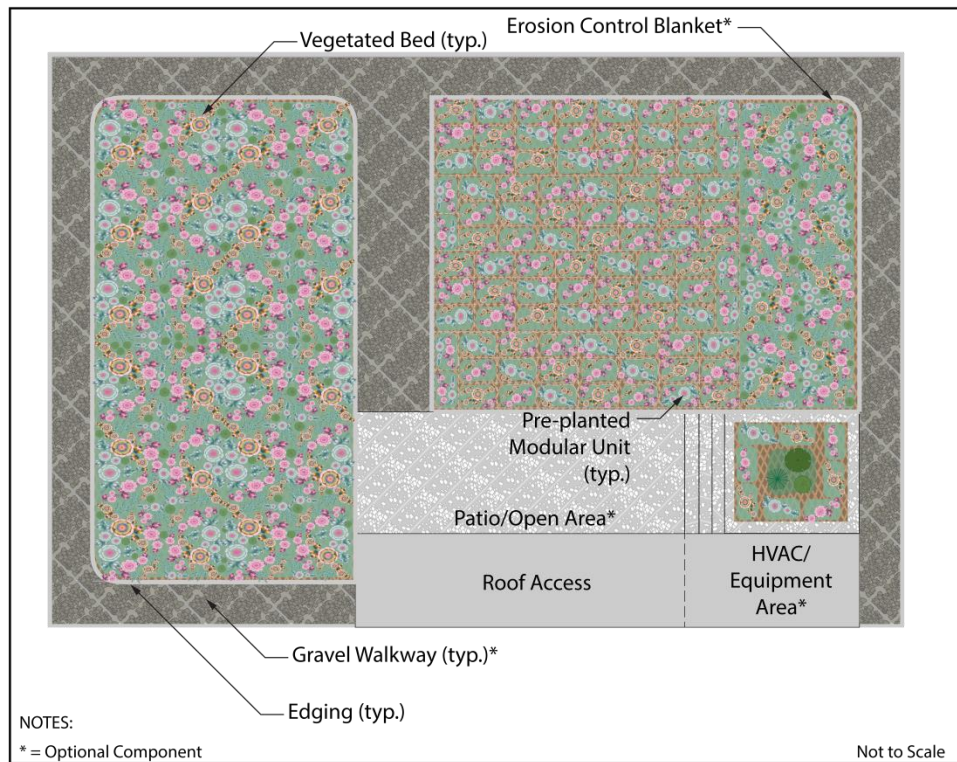 Erosion Control Blanket*
Vegetated Bed (typ.)
Pre-planted
Modular Unit
(typ.)
Patio/Open Area*
Roof Access
HVAC/
Equipment
Area*
Gravel Walkway (typ.)*
Edging (typ.)
NOTES:
* = Optional Component
Not to Scale